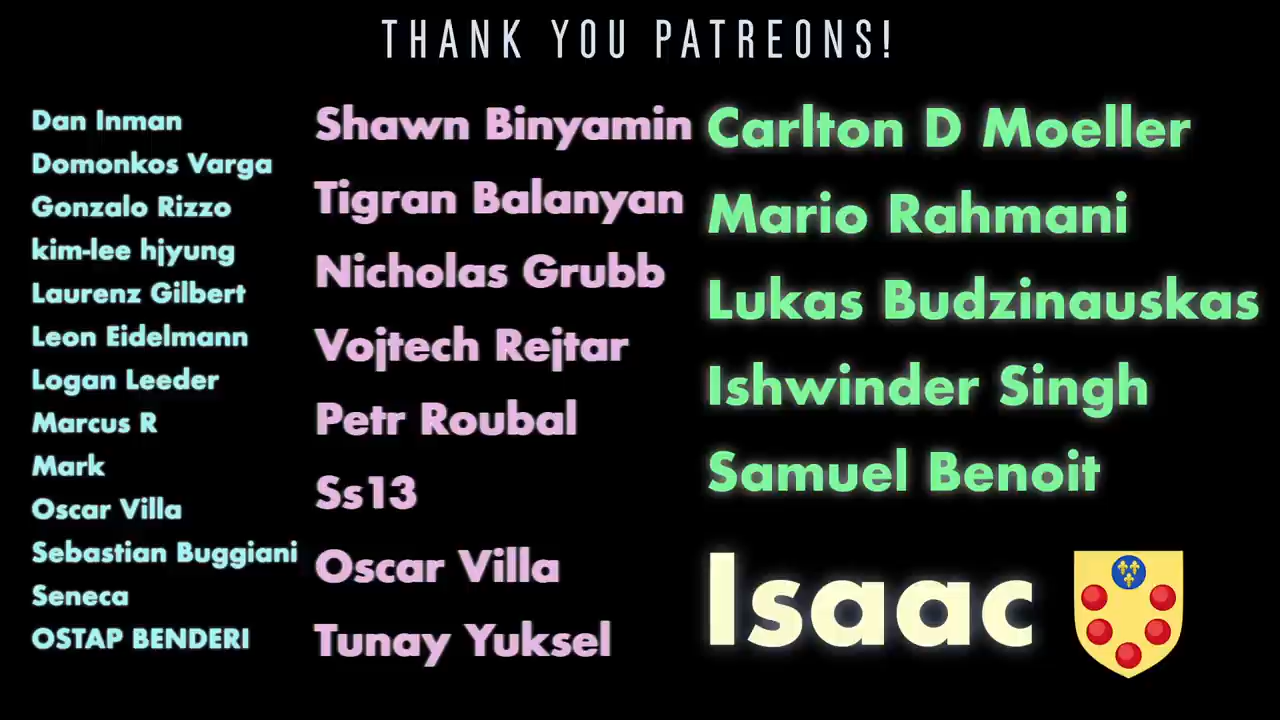 THANK YOU PATREONS!
Dan Inman
Domonkos Varga
Gonzalo Rizzo
kim-lee hjyung
Laurenz Gilbert
Leon Eidelmann
Logan Leeder
Marcus R
Mark
Oscar Villa
Sebastian Buggiani
Seneca
OSTAP BENDERI
Shawn Binyamin
Tigran Balanyan
Nicholas Grubb
Vojtech Rejtar
Petr Roubal
Ss13
Oscar Villa
Tunay Yuksel
Carlton D Moeller
Mario Rahmani
Lukas Budzinauskas
Ishwinder Singh
Samuel Benoit
Isaac